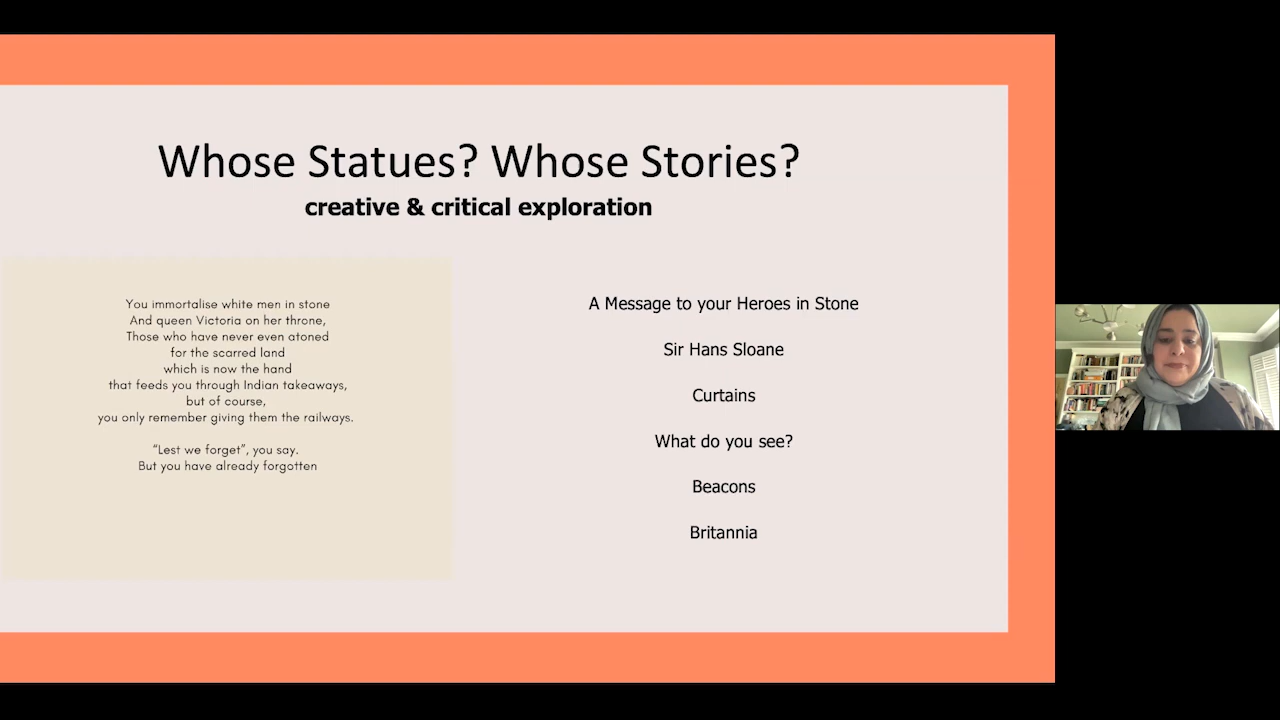 Whose Statues? Whose Stories?
creative & critical exploration
You immortalise white men in stone
And queen Victoria on her throne,
Those who have never even atoned
for the scarred land
which is now the hand
that feeds you through Indian takeaways,
but of course,
you only remember giving them the railways.
“Lest we forget”, you say.
But you have already forgotten
A Message to your Heroes in Stone
Sir Hans Sloane
Curtains
What do you see?
Beacons
Britannia